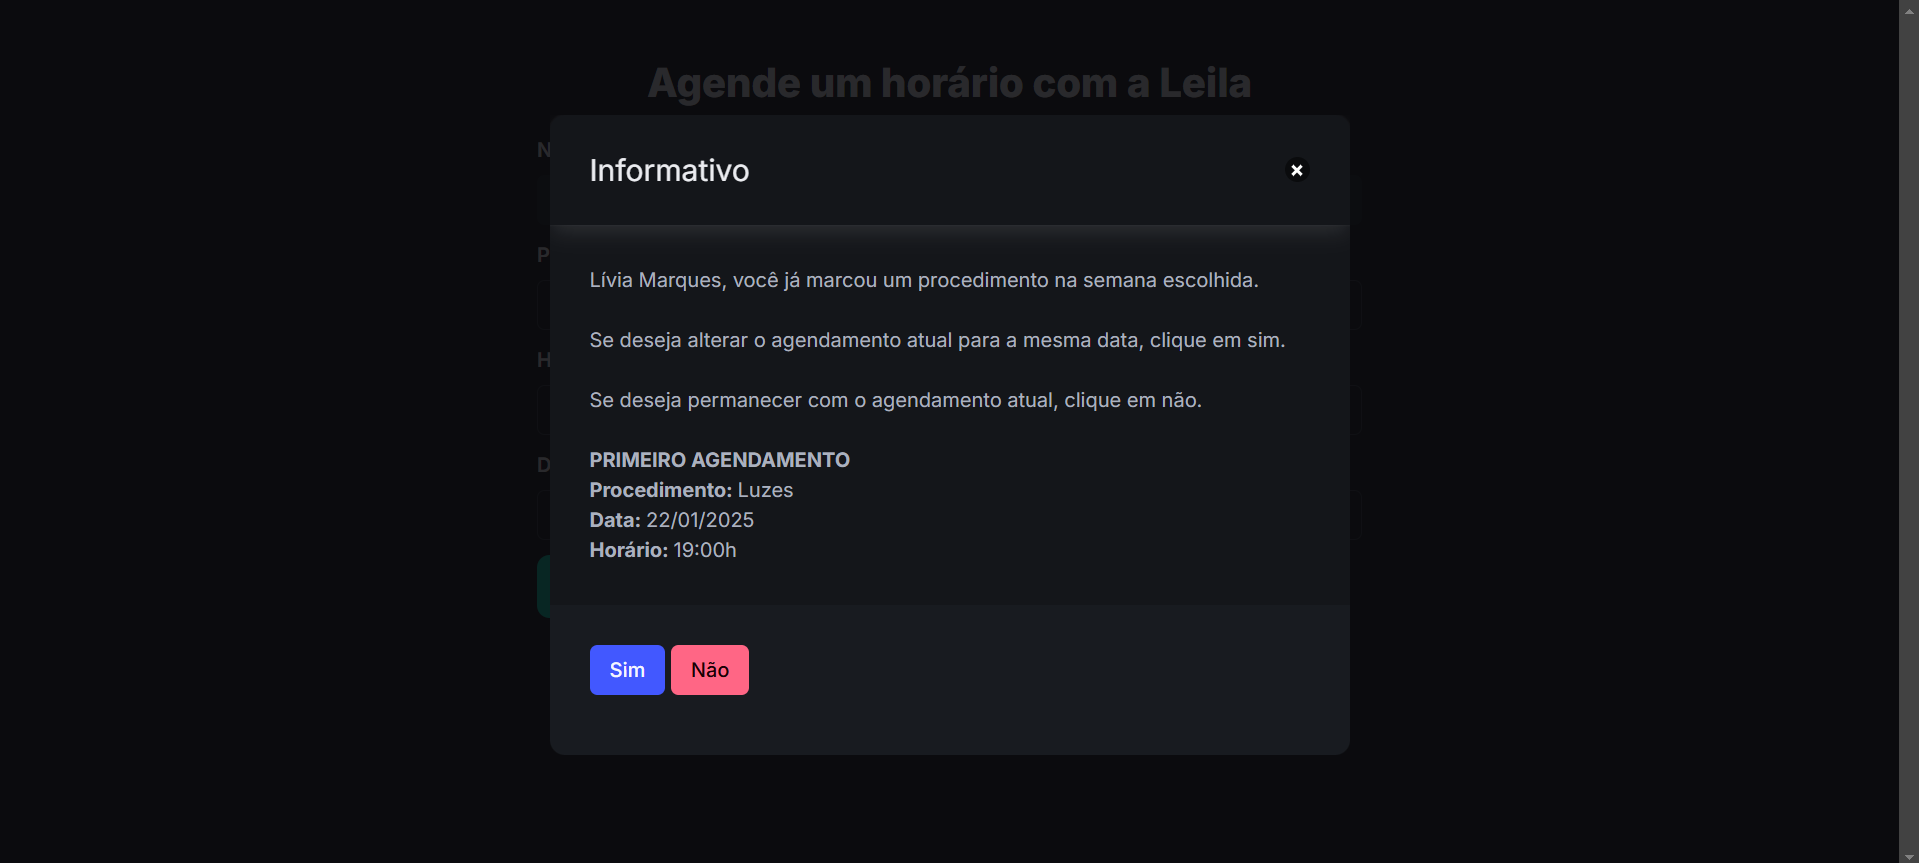 Agende um horário com a Leila
Informativo
N
P
H
D
Lívia Marques, você já marcou um procedimento na semana escolhida.
Se deseja alterar o agendamento atual para a mesma data, clique em sim.
Se deseja permanecer com o agendamento atual, clique em não.
PRIMEIRO AGENDAMENTO
Procedimento: Luzes
Data: 22/01/2025
Horário: 19:00h
Sim Não